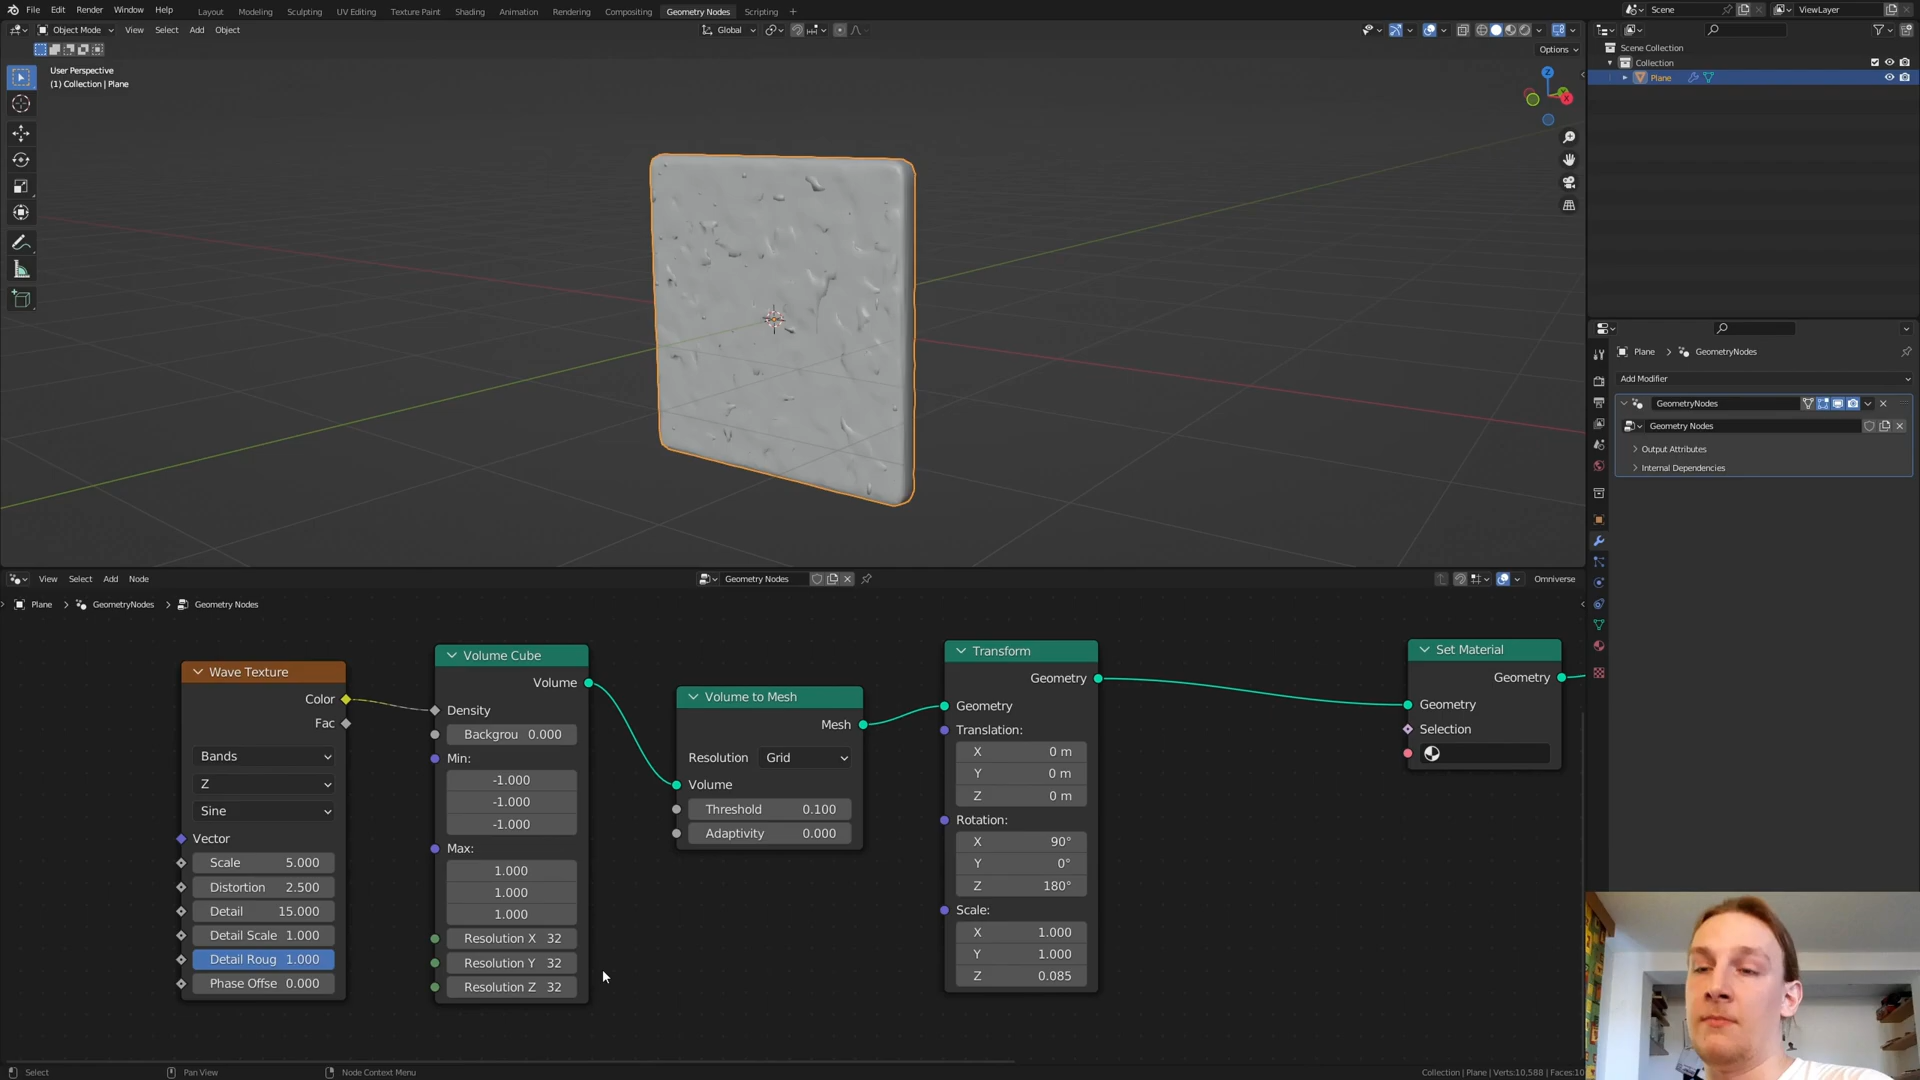 File Edit Render Window Help Layout Modeling Sculpting UV Editing Texture Paint Shading Animation Rendering Compositing Geometry Nodes Scripting + Scene ViewLayer
Object Mode View Select Add Object Global
Options
User Perspective
(1) Collection | Plane
Scene Collection
Collection
Plane
Z
X
Plane > GeometryNodes
Add Modifier
GeometryNodes
Geometry Nodes
Output Attributes
Internal Dependencies
View Select Add Node Geometry Nodes Omniverse
Plane > GeometryNodes > Geometry Nodes
Wave Texture
Color
Fac
Bands
Z
Sine
Vector
Scale 5.000
Distortion 2.500
Detail 15.000
Detail Scale 1.000
Detail Roug 1.000
Phase Offse 0.000
Volume Cube
Volume
Density
Backgrou 0.000
Min:
-1.000
-1.000
-1.000
Max:
1.000
1.000
1.000
Resolution X 32
Resolution Y 32
Resolution Z 32
Volume to Mesh
Mesh
Resolution Grid
Volume
Threshold 0.100
Adaptivity 0.000
Transform
Geometry
Geometry
Translation:
X 0 m
Y 0 m
Z 0 m
Rotation:
X 90°
Y 0°
Z 180°
Scale:
X 1.000
Y 1.000
Z 0.085
Set Material
Geometry
Geometry
Selection
Select Pan View Node Context Menu Collection | Plane | Verts:10,588 | Faces:10